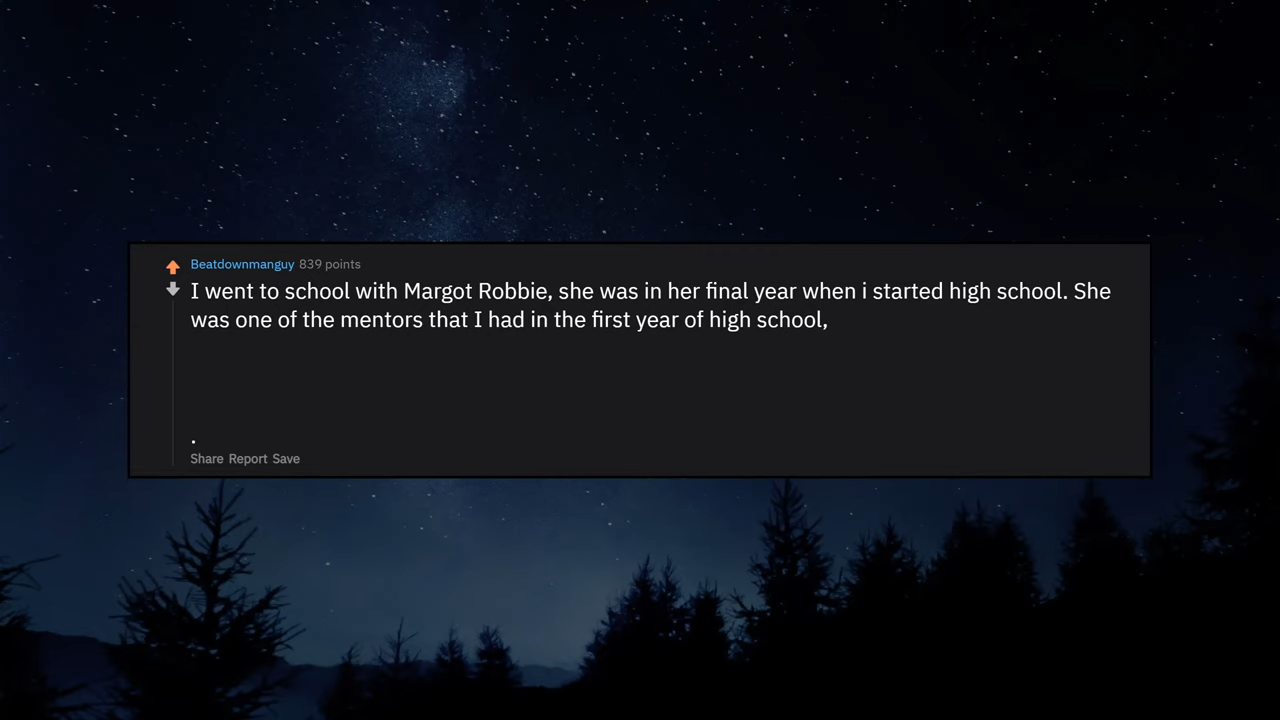 Beatdownmanguy 839 points
I went to school with Margot Robbie, she was in her final year when i started high school. She
was one of the mentors that I had in the first year of high school,
.
Share Report Save